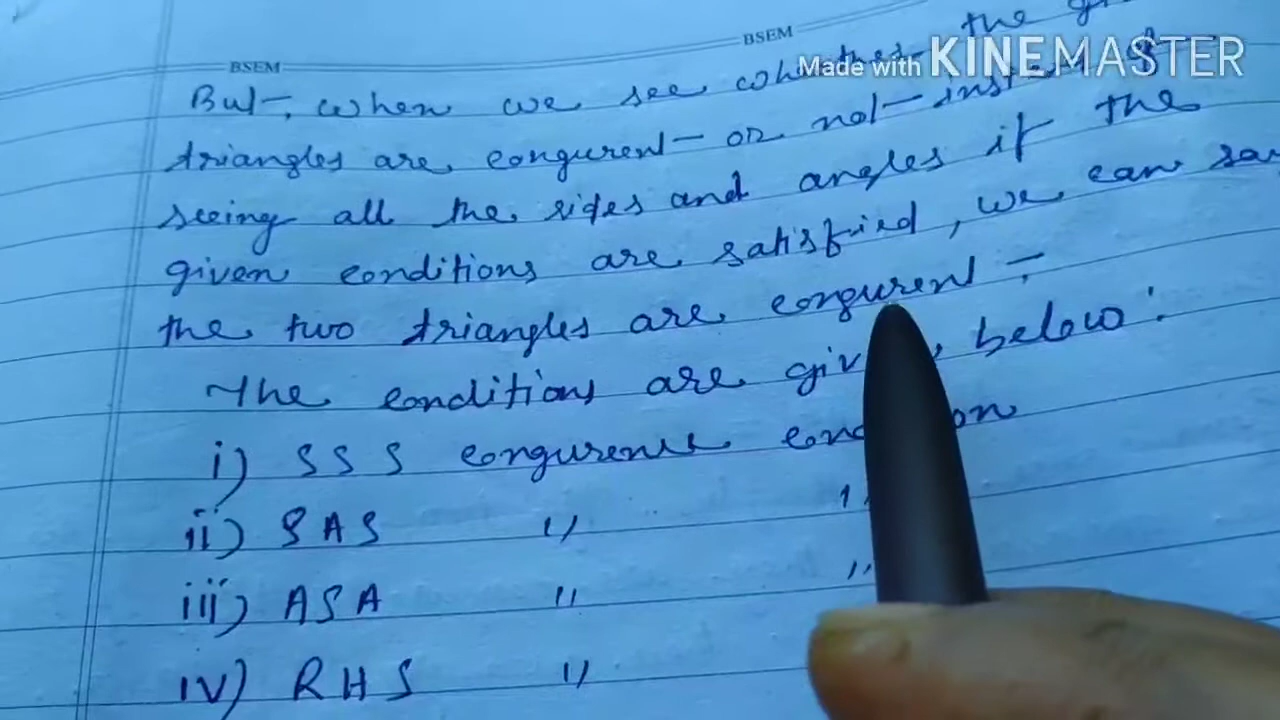 BSEM BSEM
Made with KINEMASTER
But, when we see whether the
triangles are congurent or not instead of
seeing all the sides and angles if the
given conditions are satisfied, we can say
the two triangles are congurent -
The conditions are below:
i) SSS congurence
ii) SAS " "
iii) ASA " "
iv) RHS "